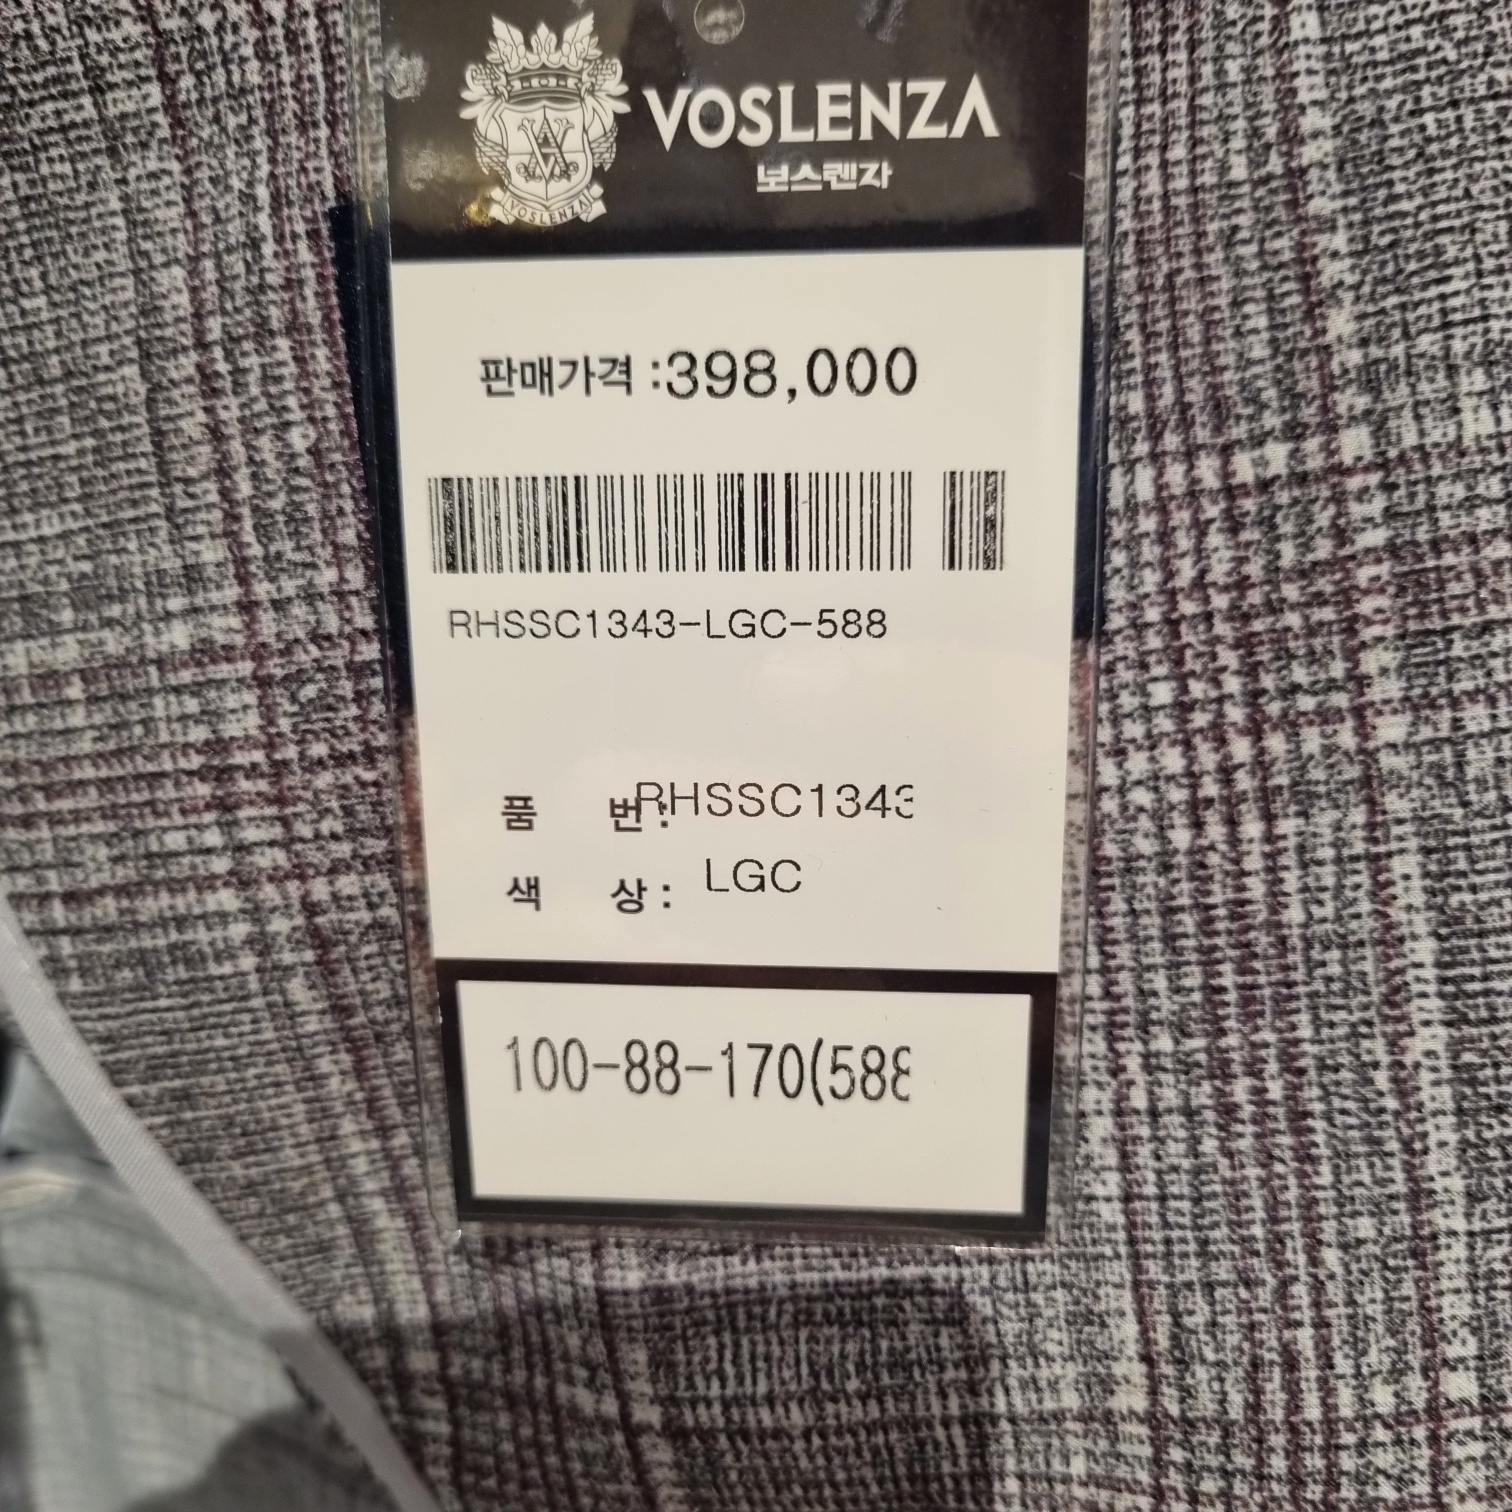 VOSLENZA
보스렌자
VOSLENZA
판매가격 :398,000
RHSSC1343-LGC-588
품 번:RHSSC1343
색 상: LGC
100-88-170(588